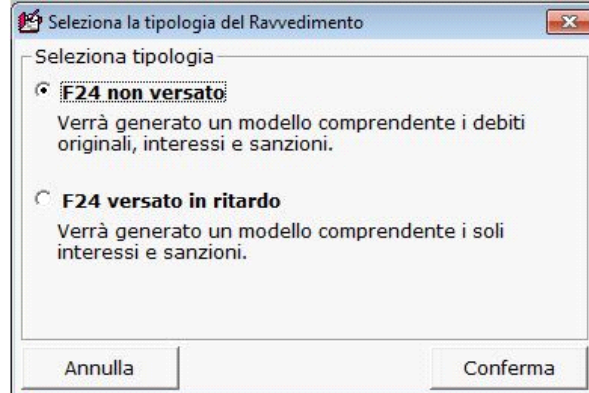 Seleziona la tipologia del Ravvedimento
Seleziona tipologia
F24 non versato
Verrà generato un modello comprendente i debiti
originali, interessi e sanzioni.
F24 versato in ritardo
Verrà generato un modello comprendente i soli
interessi e sanzioni.
Annulla
Conferma